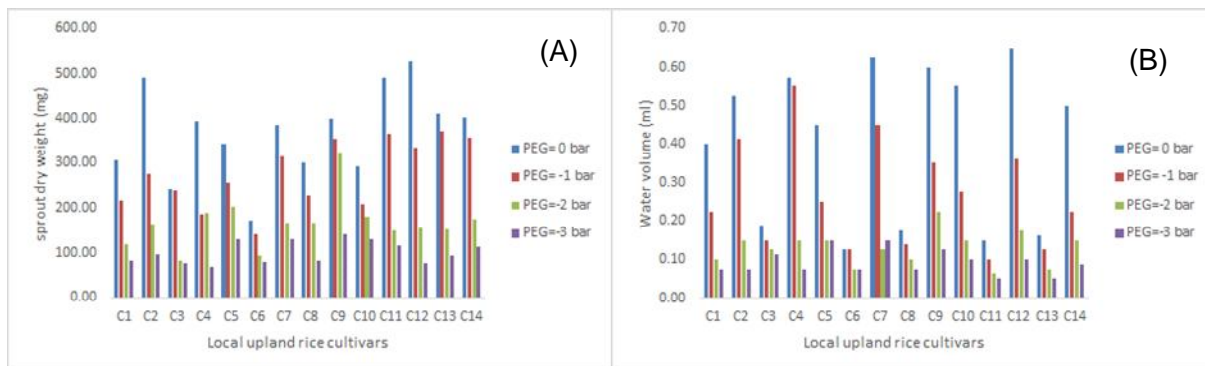 (A)
sprout dry weight (mg)
600.00
500.00
400.00
300.00
200.00
100.00
0.00
C1 C2 C3 C4 C5 C6 C7 C8 C9 C10 C11 C12 C13 C14
Local upland rice cultivars
PEG= 0 bar
PEG= -1 bar
PEG=-2 bar
PEG=-3 bar
(B)
Water volume (ml)
0.70
0.60
0.50
0.40
0.30
0.20
0.10
0.00
C1 C2 C3 C4 C5 C6 C7 C8 C9 C10 C11 C12 C13 C14
Local upland rice cultivars
PEG= 0 bar
PEG= -1 bar
PEG=-2 bar
PEG=-3 bar